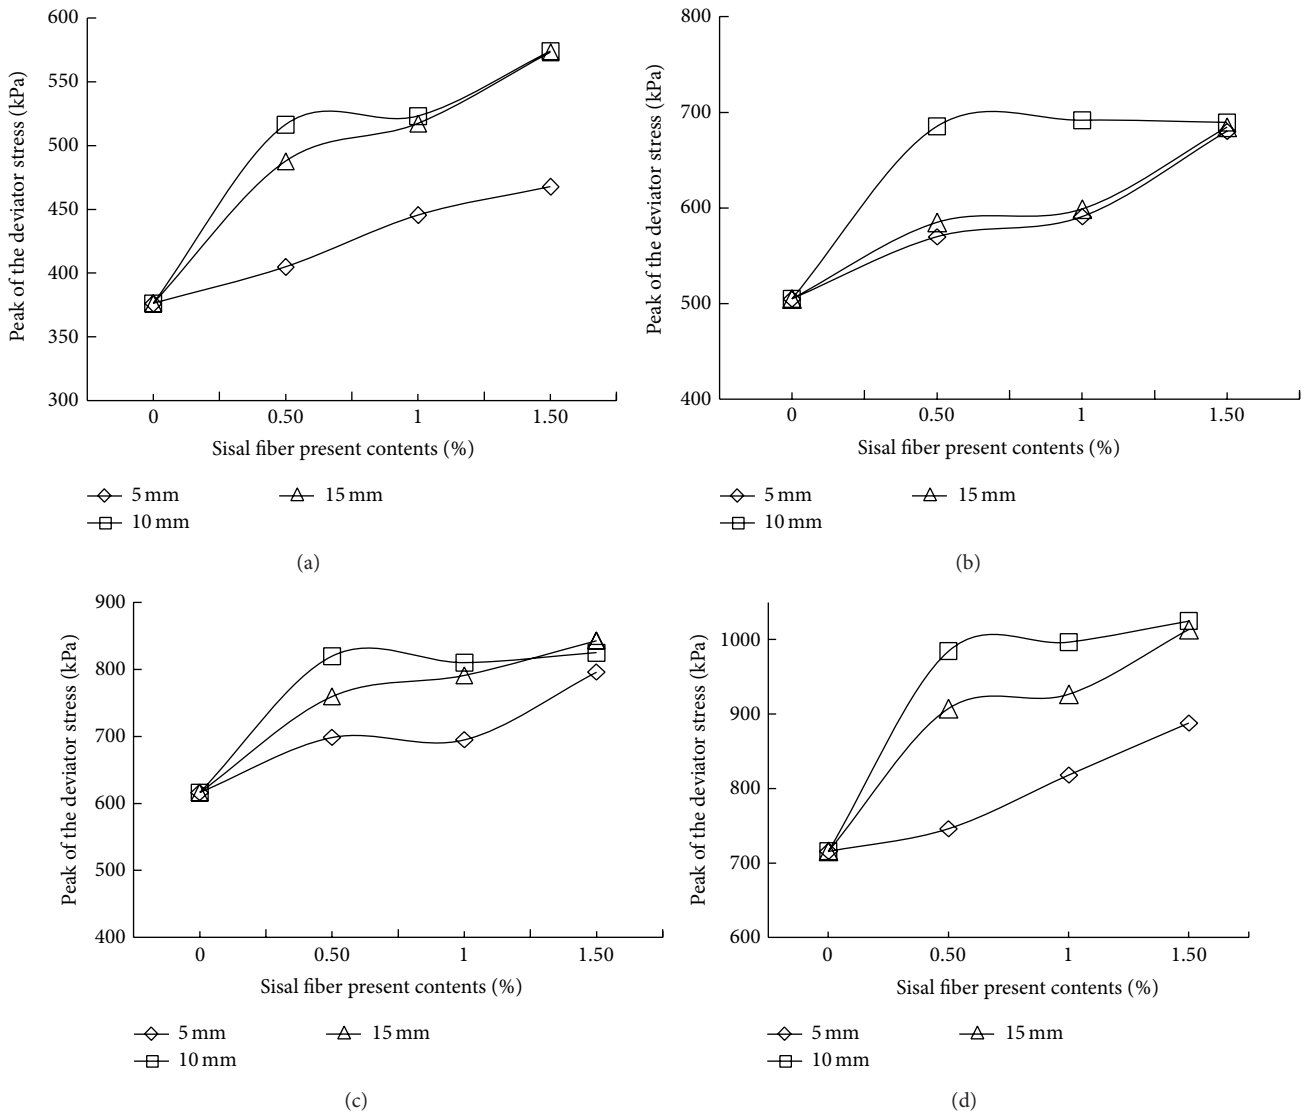 600
550
500
450
400
350
300
Peak of the deviator stress (kPa)
0 0.50 1 1.50
Sisal fiber present contents (%)
5 mm 15 mm
10 mm
(a)
800
700
600
500
400
Peak of the deviator stress (kPa)
0 0.50 1 1.50
Sisal fiber present contents (%)
5 mm 15 mm
10 mm
(b)
900
800
700
600
500
400
Peak of the deviator stress (kPa)
0 0.50 1 1.50
Sisal fiber present contents (%)
5 mm 15 mm
10 mm
(c)
1000
900
800
700
600
Peak of the deviator stress (kPa)
0 0.50 1 1.50
Sisal fiber present contents (%)
5 mm 15 mm
10 mm
(d)